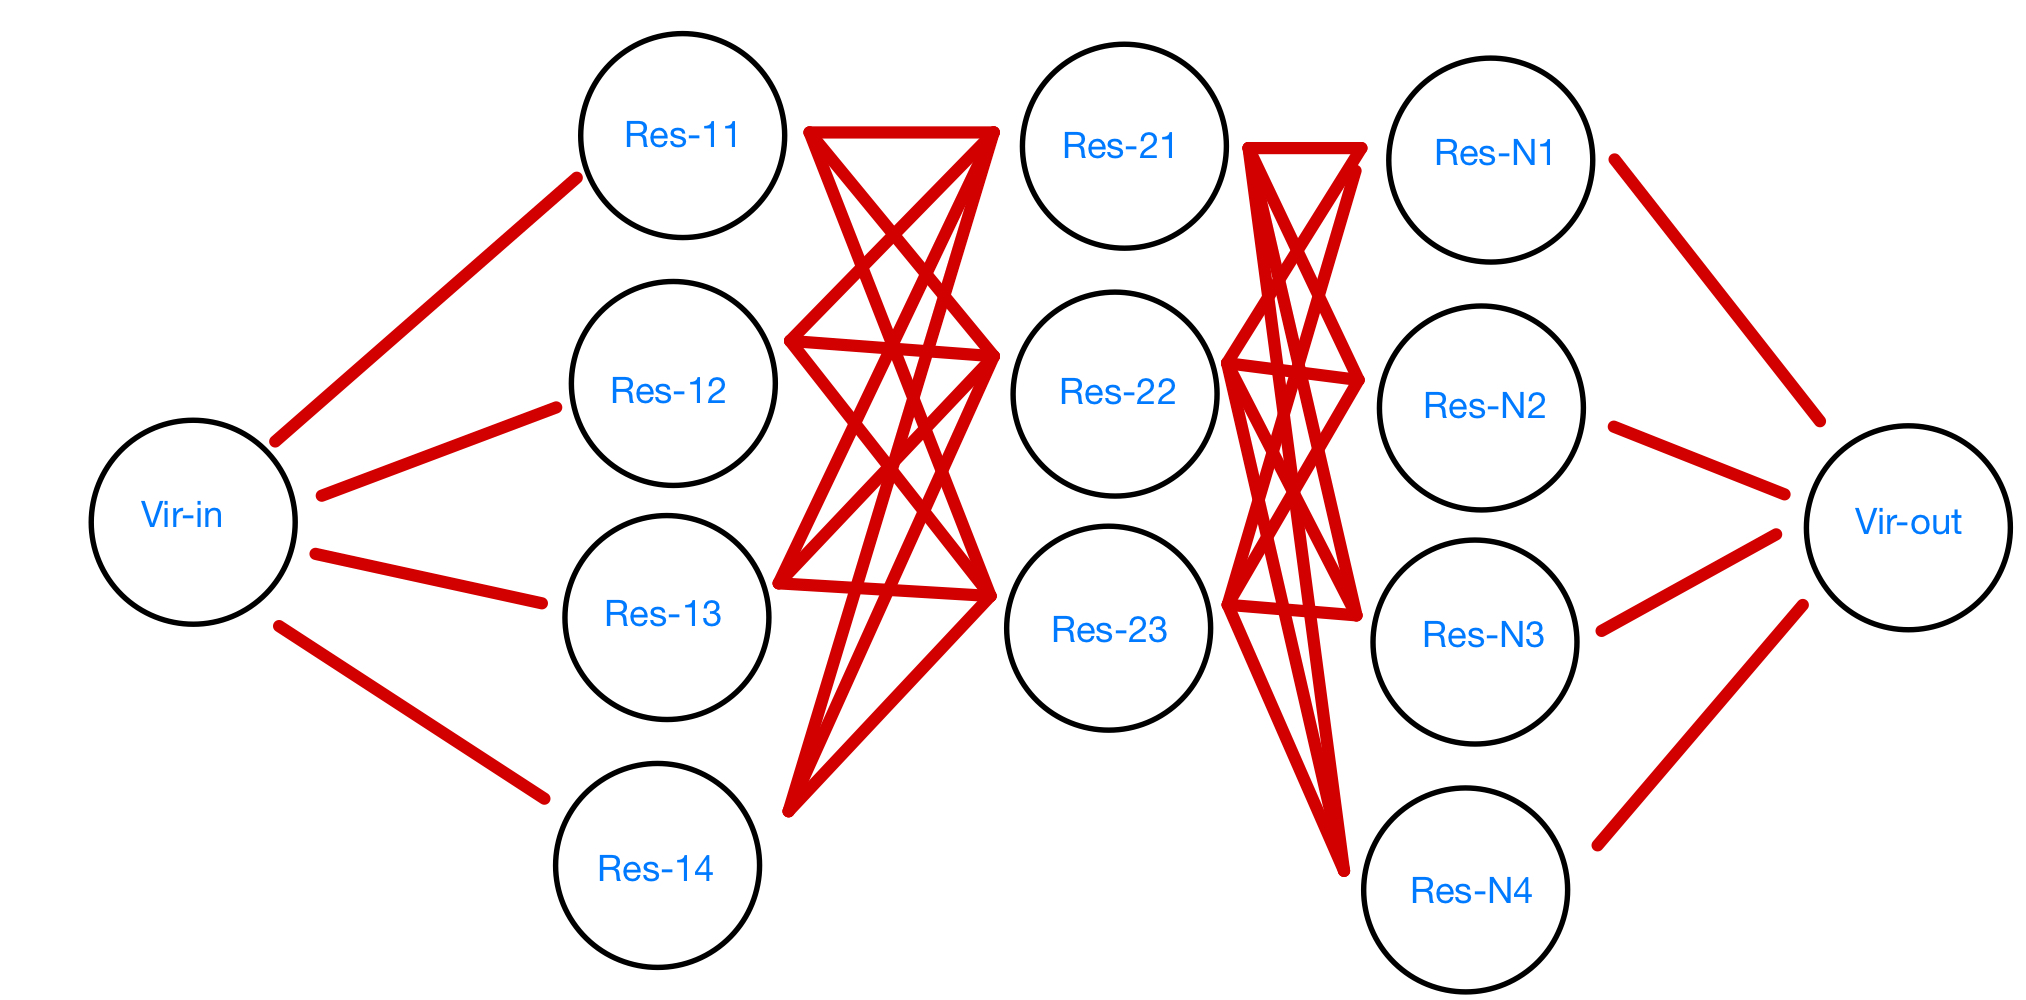 Vir-in
Res-11
Res-12
Res-13
Res-14
Res-21
Res-22
Res-23
Res-N1
Res-N2
Res-N3
Res-N4
Vir-out